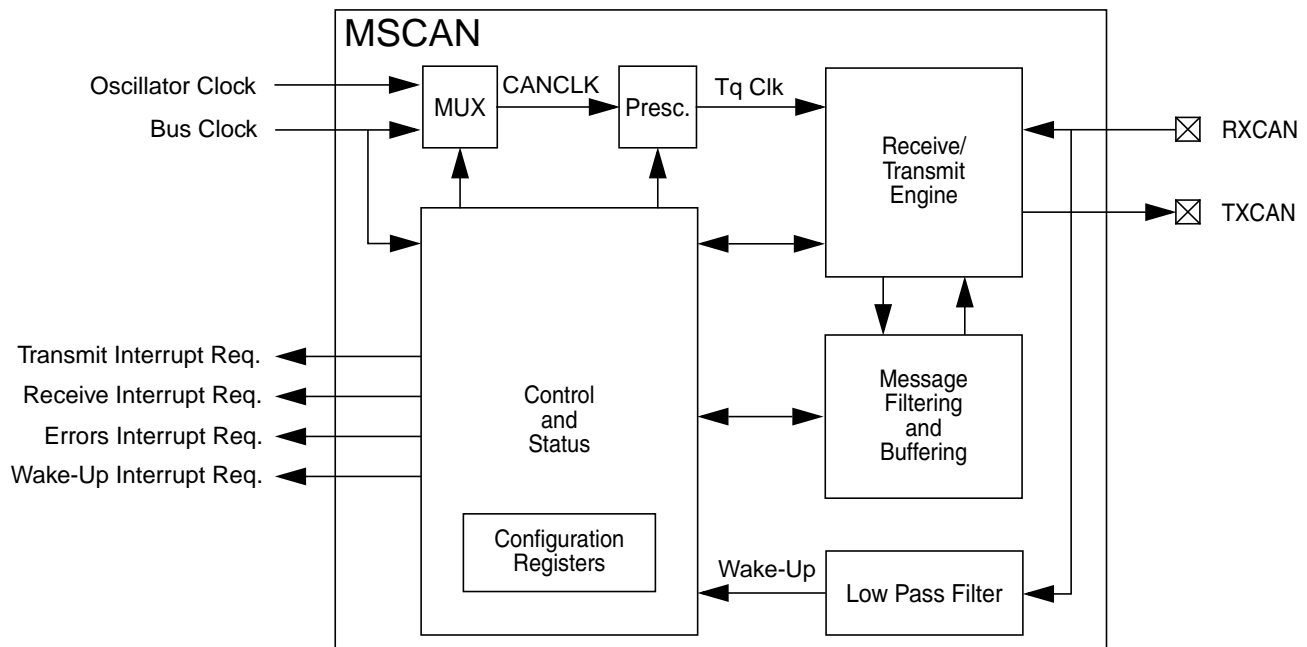 MSCAN
Oscillator Clock
Bus Clock
MUX
CANCLK
Presc.
Tq Clk
Receive/
Transmit
Engine
RXCAN
TXCAN
Transmit Interrupt Req.
Receive Interrupt Req.
Errors Interrupt Req.
Wake-Up Interrupt Req.
Control
and
Status
Message
Filtering
and
Buffering
Configuration
Registers
Wake-Up
Low Pass Filter